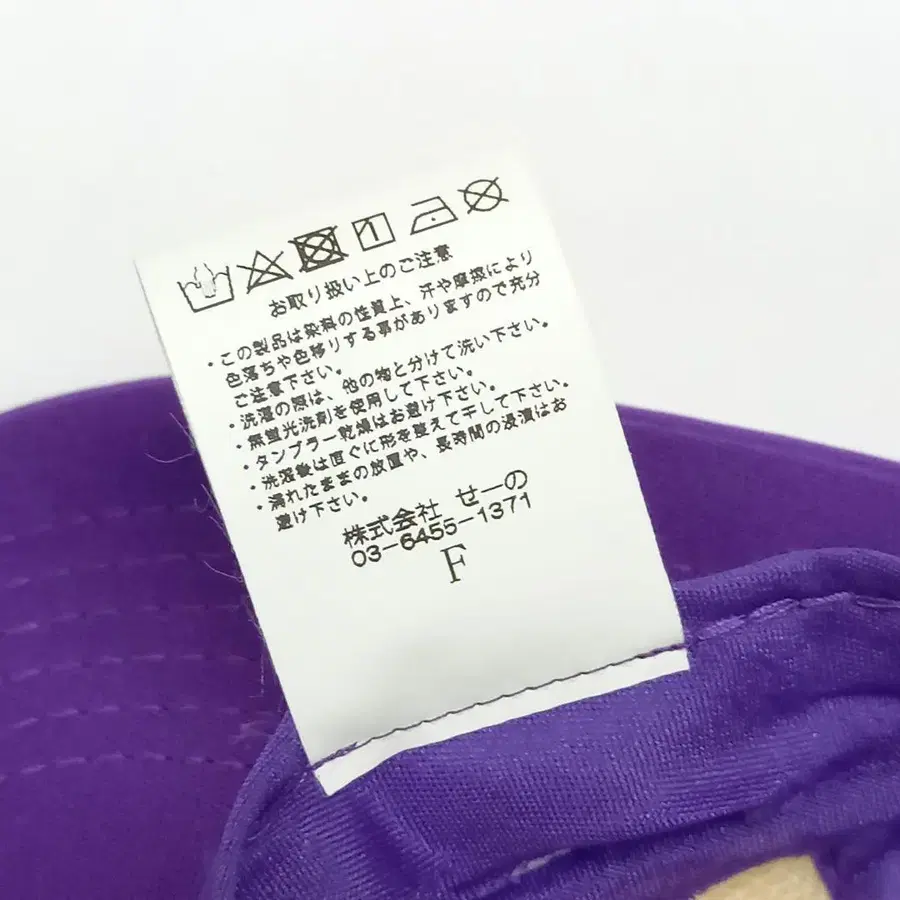 お取り扱い上のご注意
・この製品は染料の性質上、汗や摩擦により
色落ちや色移りする事がありますので充分
ご注意下さい。
・洗濯の際は、他の物と分けて洗い下さい。
・無蛍光洗剤を使用して下さい。
・タンブラー乾燥はお避け下さい。
・洗濯後は直ぐに形を整えて干して下さい。
・濡れたままの放置や、長時間の浸漬はお
避け下さい。
株式会社 せーの
03-6455-1371
F